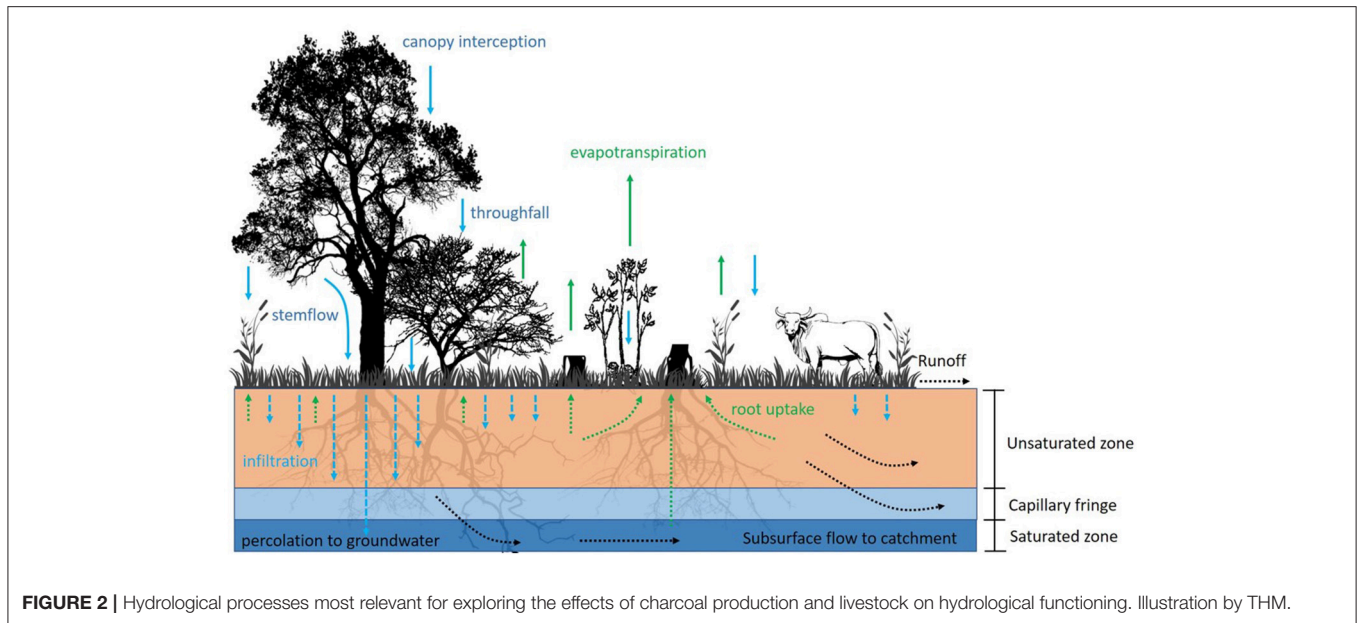 canopy interception
evapotranspiration
throughfall
stemflow
Runoff
root uptake
Unsaturated zone
infiltration
Capillary fringe
percolation to groundwater
Subsurface flow to catchment
Saturated zone
FIGURE 2 | Hydrological processes most relevant for exploring the effects of charcoal production and livestock on hydrological functioning. Illustration by THM.